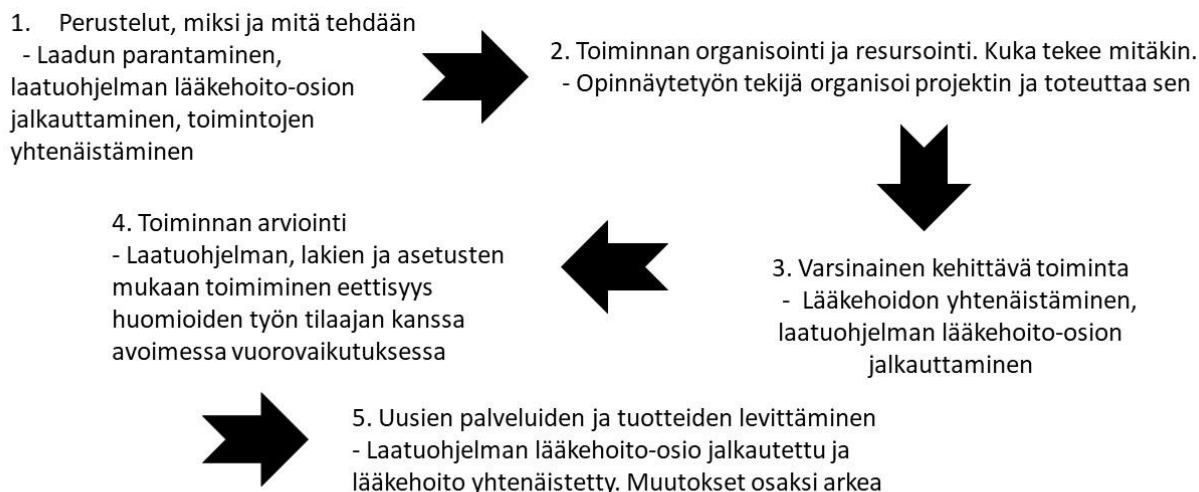 1. Perustelut, miksi ja mitä tehdään
- Laadun parantaminen,
laatuohjelman lääkehoito-osion
jalkauttaminen, toimintojen
yhtenäistäminen
2. Toiminnan organisointi ja resursointi. Kuka tekee mitäkin.
- Opinnäytetyön tekijä organisoi projektin ja toteuttaa sen
3. Varsinainen kehittävä toiminta
- Lääkehoidon yhtenäistäminen,
laatuohjelman lääkehoito-osion
jalkauttaminen
4. Toiminnan arviointi
- Laatuohjelman, lakien ja asetusten
mukaan toimiminen eettisyys
huomioiden työn tilaajan kanssa
avoimessa vuorovaikutuksessa
5. Uusien palveluiden ja tuotteiden levittäminen
- Laatuohjelman lääkehoito-osio jalkautettu ja
lääkehoito yhtenäistetty. Muutokset osaksi arkea